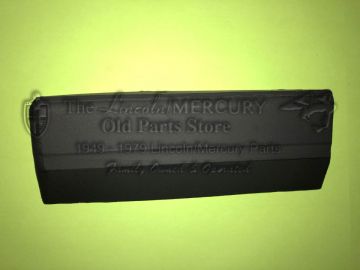 The Lincoln/MERCURY
Old Parts Store
1949 - 1979 Lincoln/Mercury Parts
Family Owned & Operated